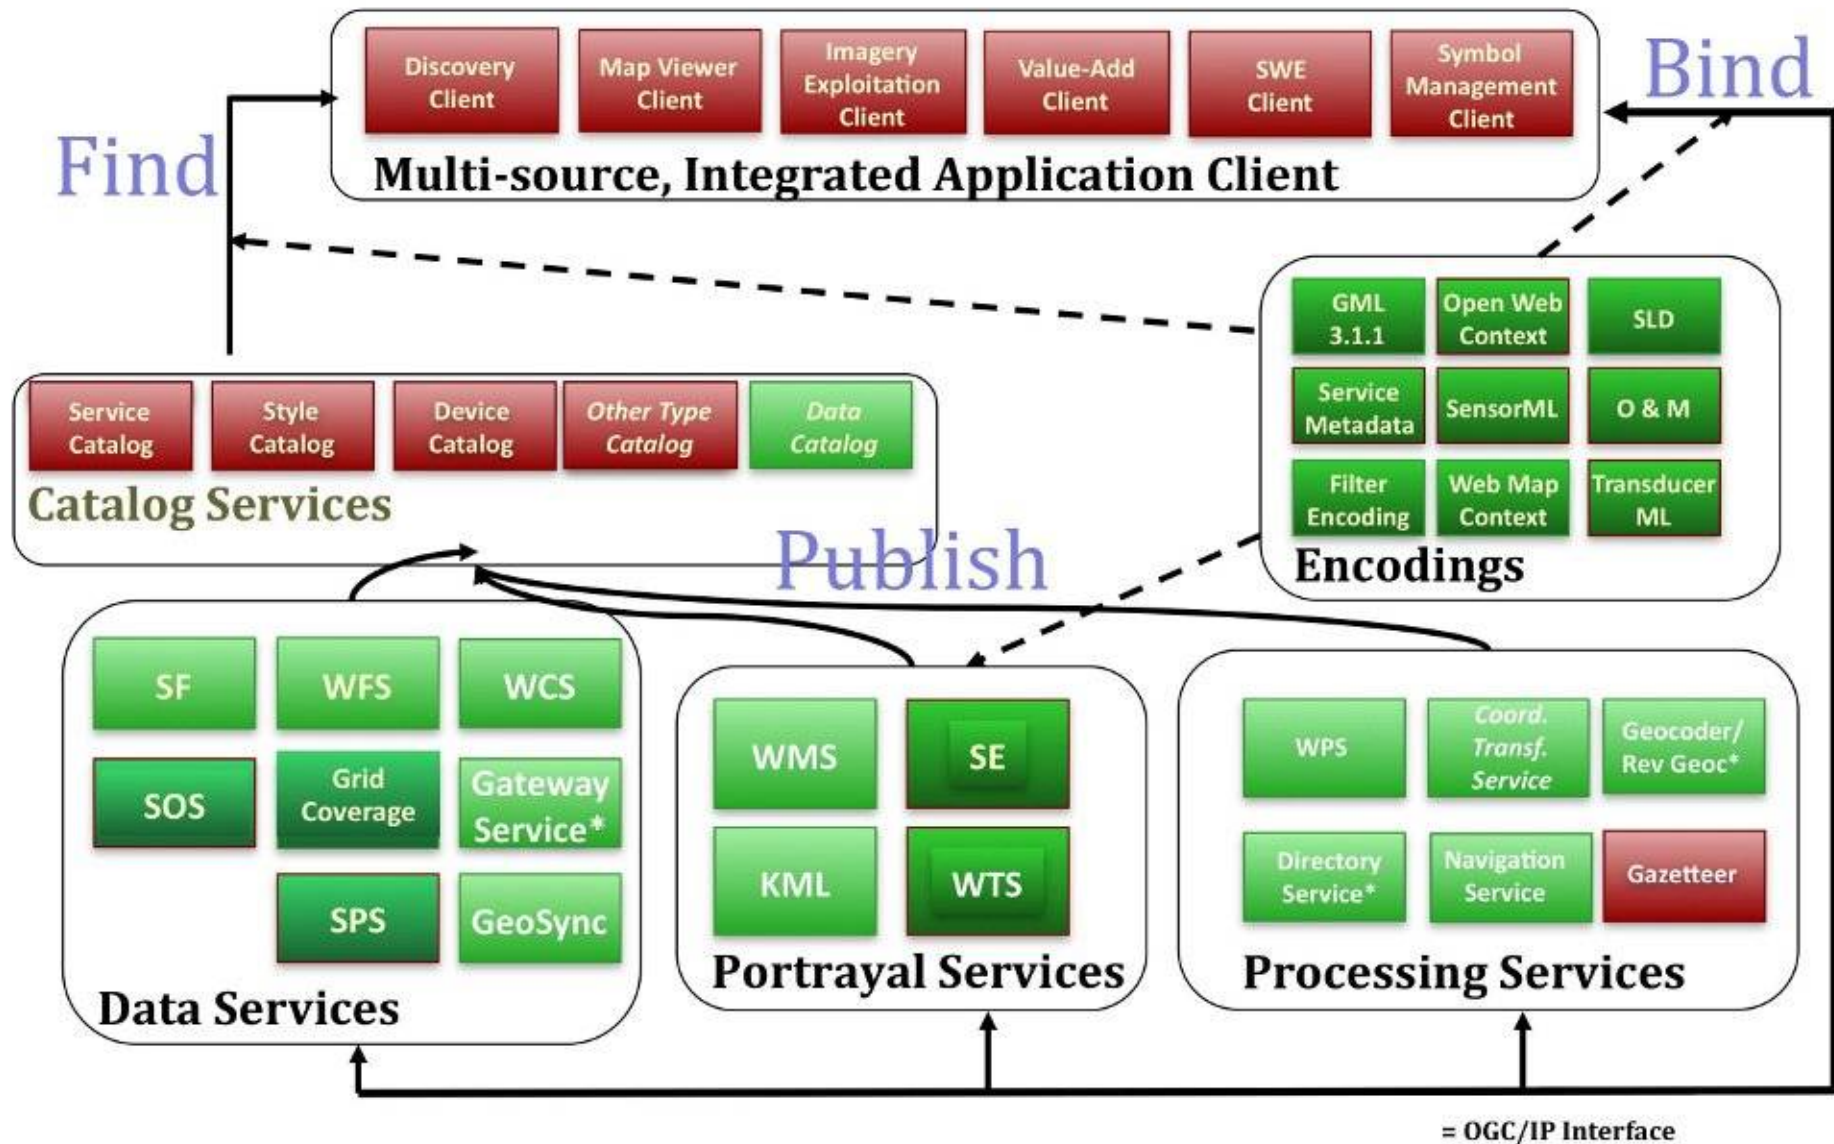 Discovery
Client
Map Viewer
Client
Imagery
Exploitation
Client
Value-Add
Client
SWE
Client
Symbol
Management
Client
Multi-source, Integrated Application Client
Bind
Find
GML
3.1.1
Open Web
Context
SLD
Service
Metadata
SensorML
O & M
Filter
Encoding
Web Map
Context
Transducer
ML
Encodings
Service
Catalog
Style
Catalog
Device
Catalog
Other Type
Catalog
Data
Catalog
Catalog Services
Publish
SF
WFS
WCS
SOS
Grid
Coverage
Gateway
Service*
SPS
GeoSync
Data Services
WMS
SE
KML
WTS
Portrayal Services
WPS
Coord.
Transf.
Service
Geocoder/
Rev Geoc*
Directory
Service*
Navigation
Service
Gazetteer
Processing Services
= OGC/IP Interface